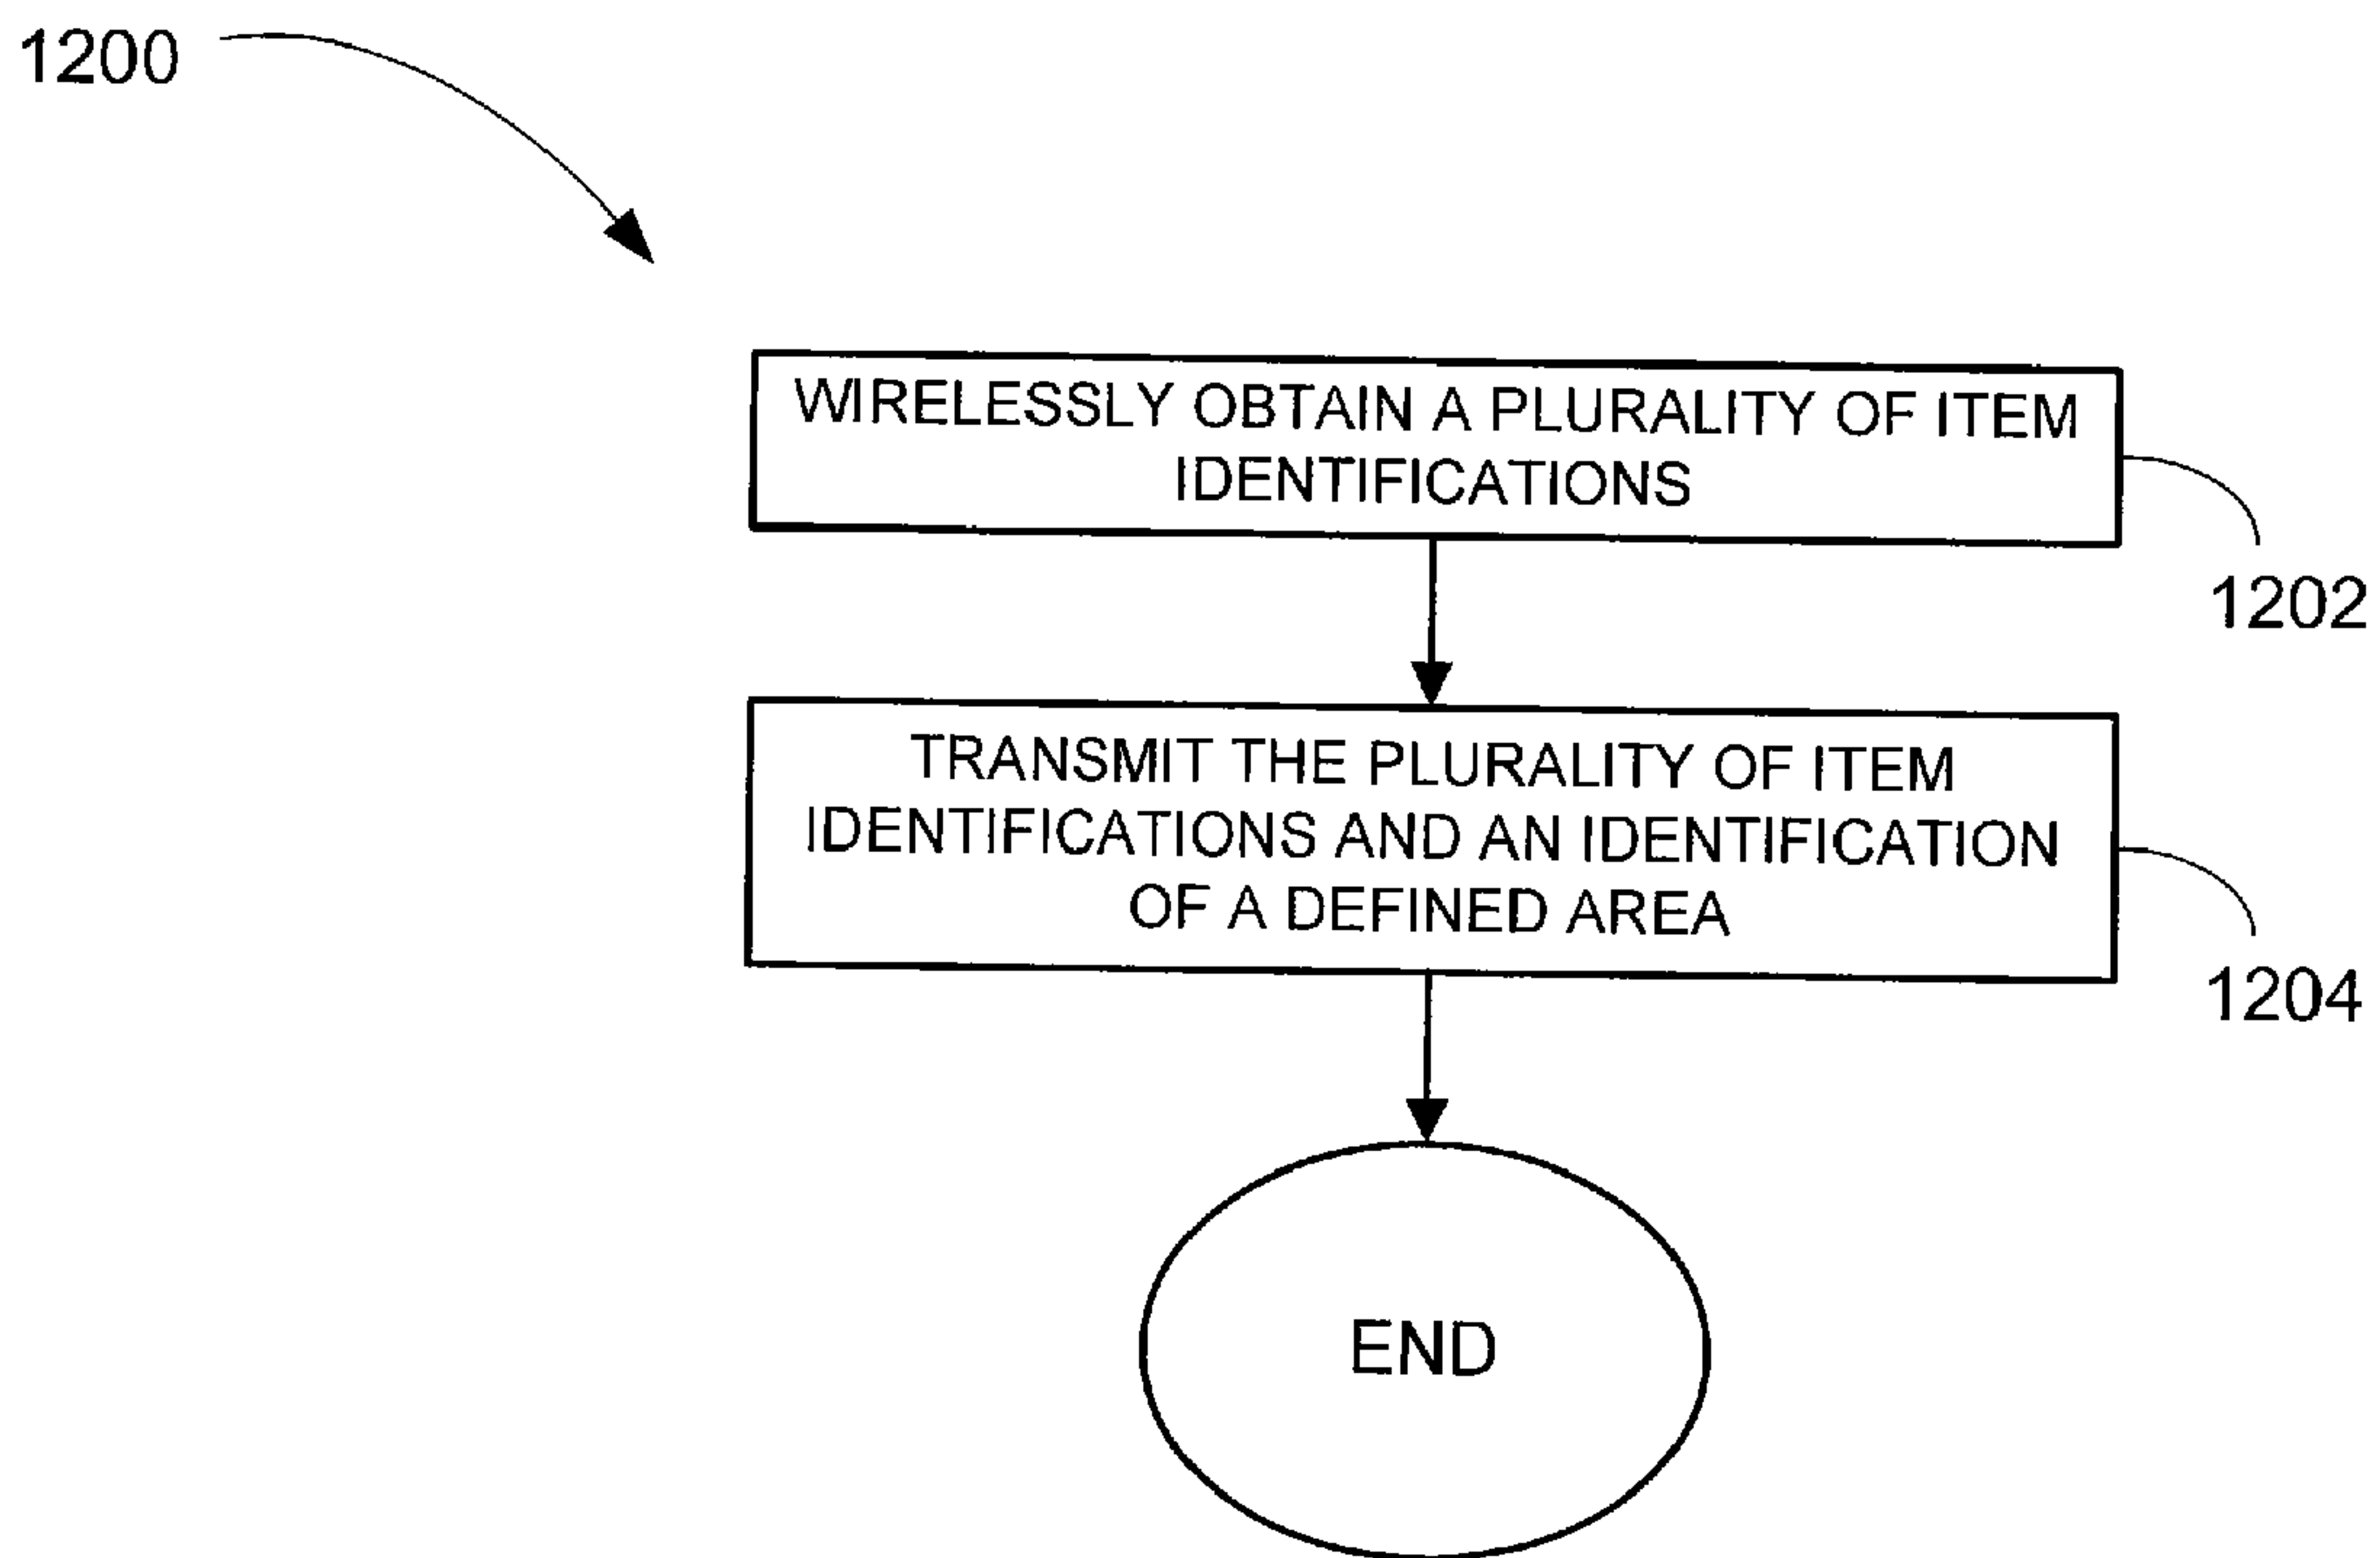 1200
WIRELESSLY OBTAIN A PLURALITY OF ITEM
IDENTIFICATIONS
1202
TRANSMIT THE PLURALITY OF ITEM
IDENTIFICATIONS AND AN IDENTIFICATION
OF A DEFINED AREA
1204
END